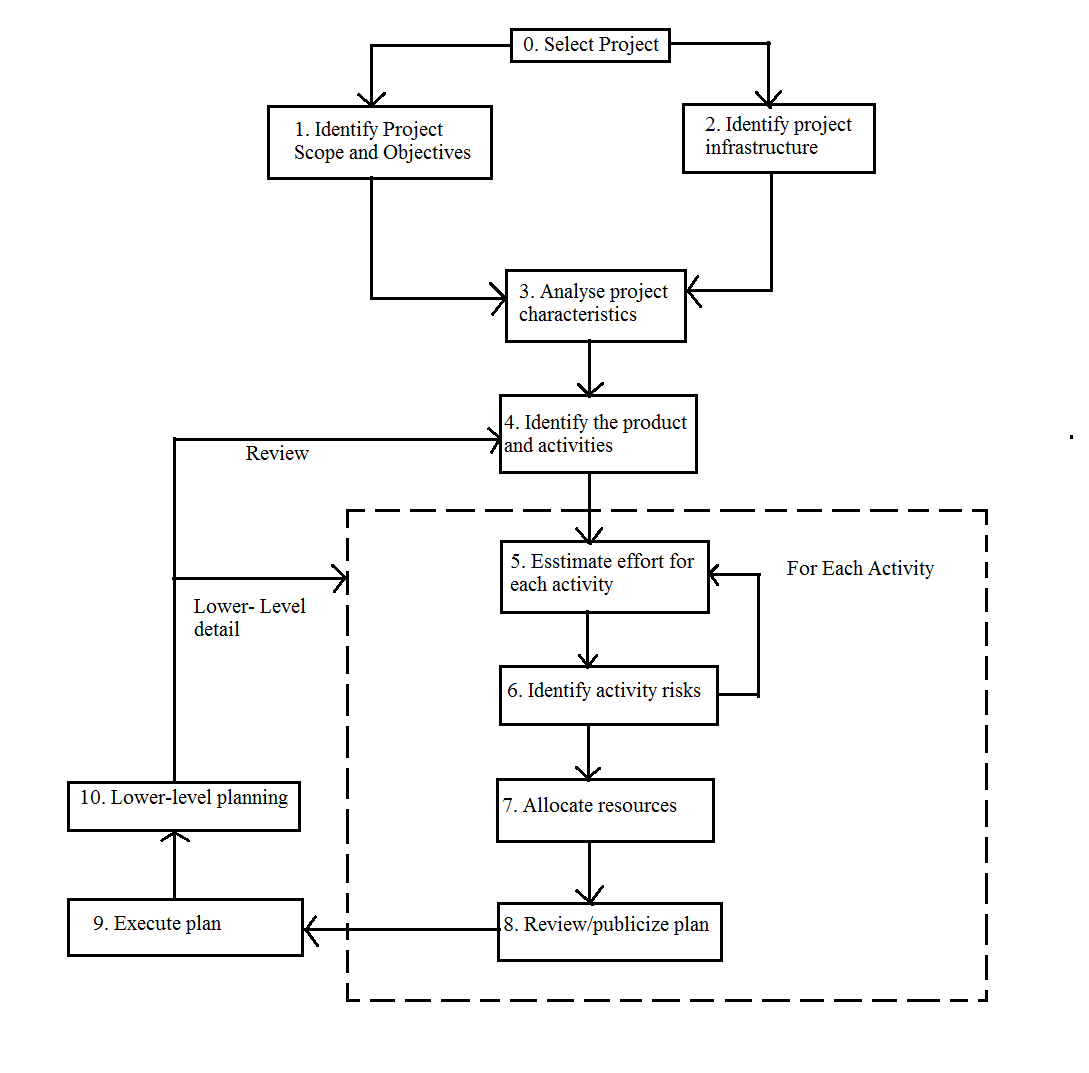 0. Select Project
1. Identify Project
Scope and Objectives
2. Identify project
infrastructure
3. Analyse project
characteristics
4. Identify the product
and activities
Review
5. Esstimate effort for
each activity
For Each Activity
Lower- Level
detail
6. Identify activity risks
7. Allocate resources
10. Lower-level planning
8. Review/publicize plan
9. Execute plan